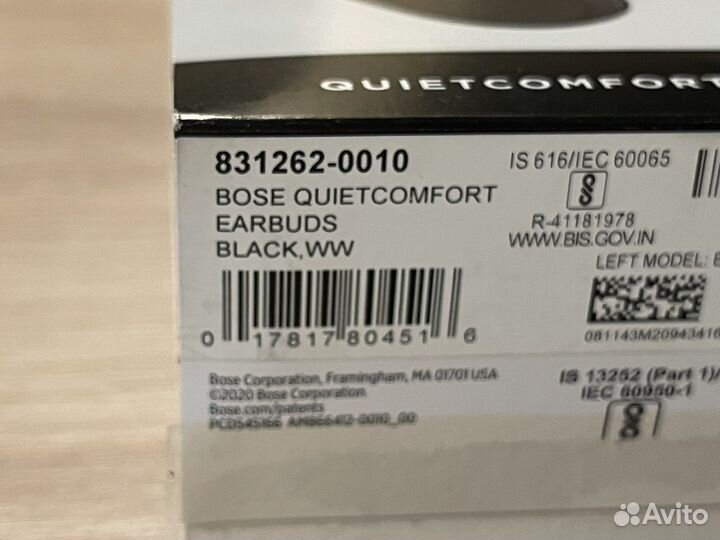 QUIETCOMFORT
831262-0010
BOSE QUIETCOMFORT
EARBUDS
BLACK,WW
0 17817 80451 6
Bose Corporation, Framingham, MA 01701 USA
©2020 Bose Corporation
Bose.com/patents
IS 616/IEC 60065
R-41181978
WWW.BIS.GOV.IN
LEFT MODEL:
081143M20943416
IS 13252 (Part 1)/
IEC 60950-1
Avito